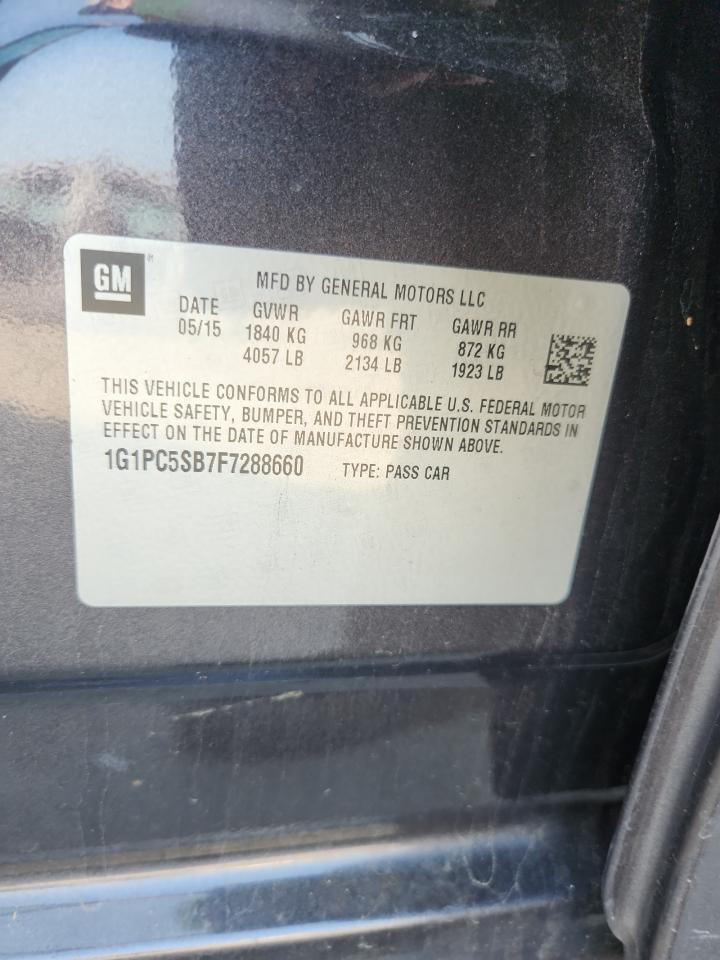 GM
MFD BY GENERAL MOTORS LLC
DATE GVWR GAWR FRT GAWR RR
05/15 1840 KG 968 KG 872 KG
4057 LB 2134 LB 1923 LB
THIS VEHICLE CONFORMS TO ALL APPLICABLE U.S. FEDERAL MOTOR
VEHICLE SAFETY, BUMPER, AND THEFT PREVENTION STANDARDS IN
EFFECT ON THE DATE OF MANUFACTURE SHOWN ABOVE.
1G1PC5SB7F7288660 TYPE: PASS CAR